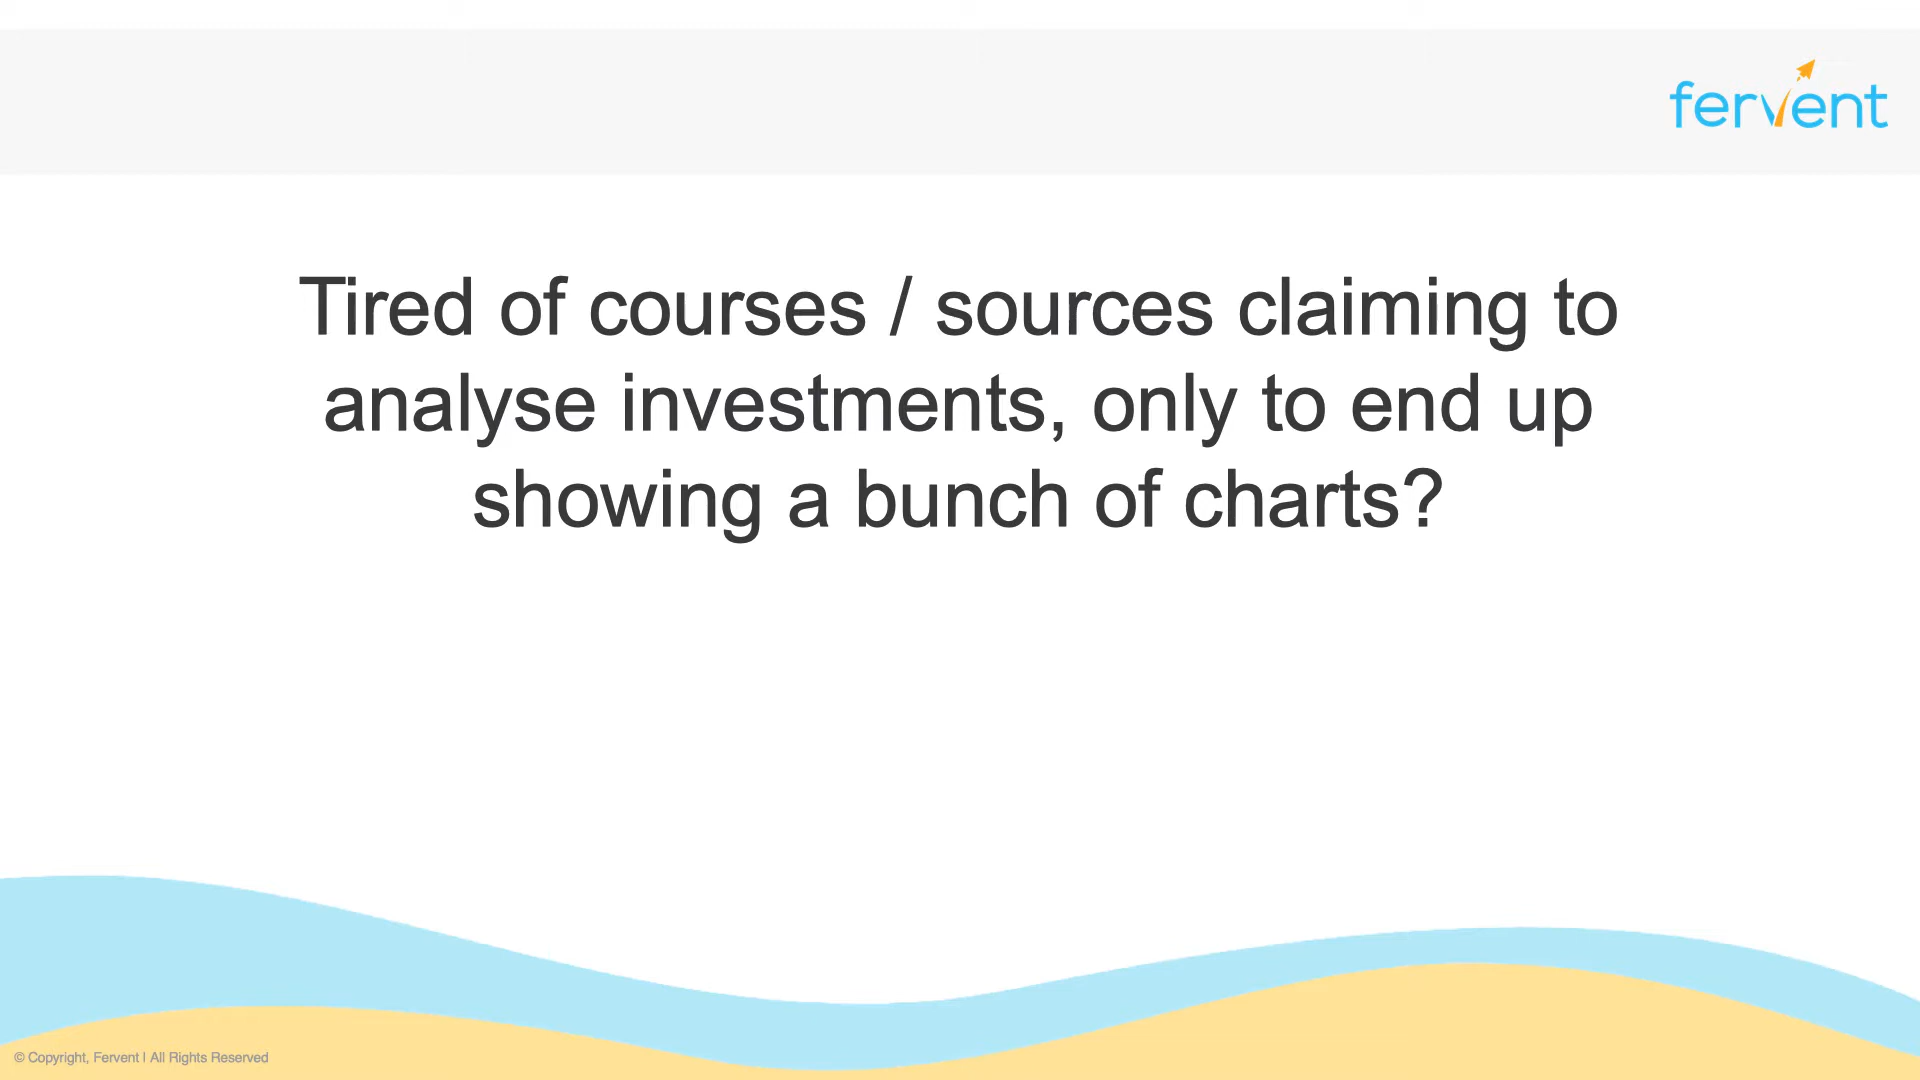 fervent
Tired of courses / sources claiming to
analyse investments, only to end up
showing a bunch of charts?
© Copyright, Fervent | All Rights Reserved